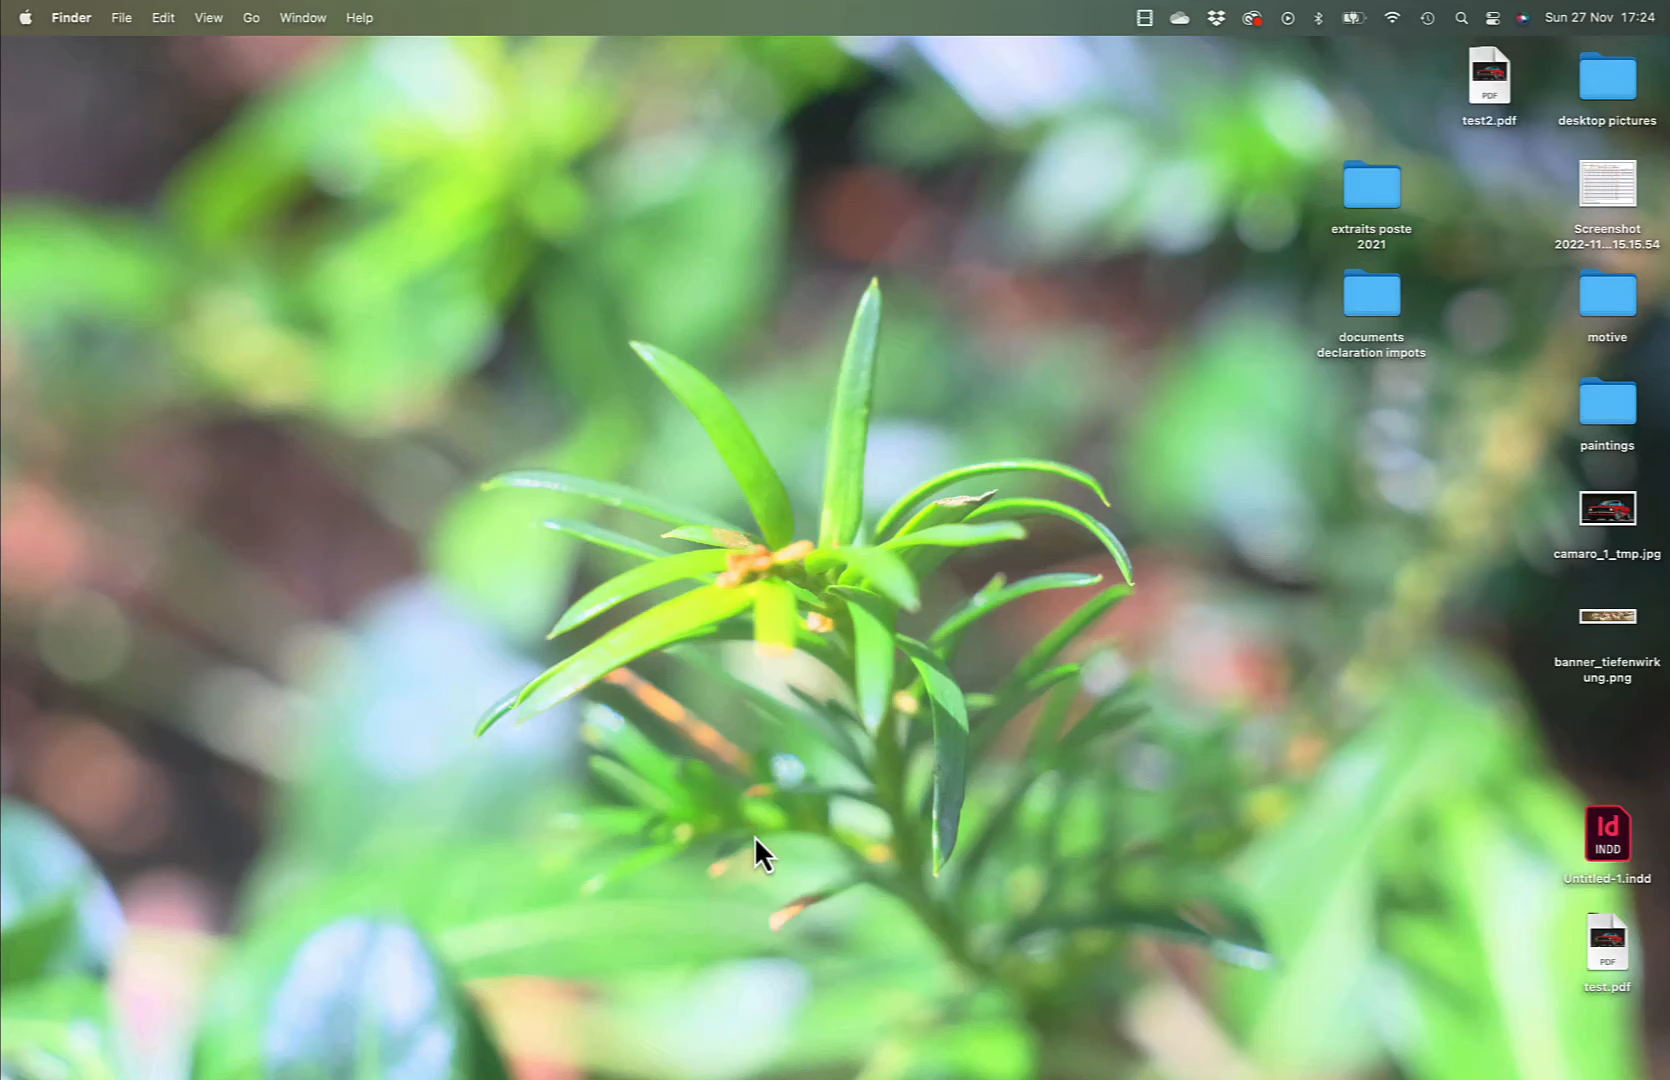 Finder File Edit View Go Window Help Sun 27 Nov 17:24
PDF
test2.pdf
desktop pictures
extraits poste
2021
Screenshot
2022-11...15.15.54
documents
declaration impots
motive
paintings
camaro_1_tmp.jpg
banner_tiefenwirk
ung.png
Id
INDD
Untitled-1.indd
PDF
test.pdf